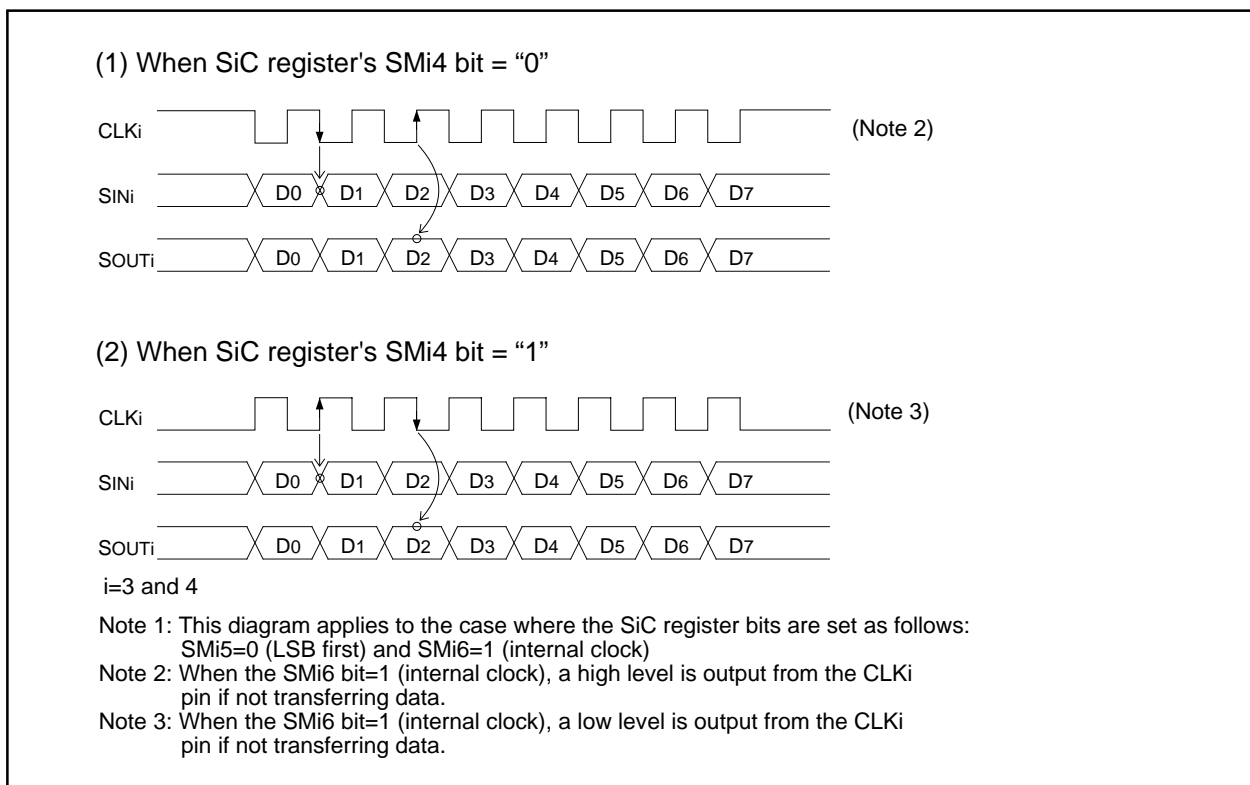 (1) When SiC register's SMi4 bit = “0”
CLKi
(Note 2)
SINi D0 D1 D2 D3 D4 D5 D6 D7
SOUTi D0 D1 D2 D3 D4 D5 D6 D7
(2) When SiC register's SMi4 bit = “1”
CLKi
(Note 3)
SINi D0 D1 D2 D3 D4 D5 D6 D7
SOUTi D0 D1 D2 D3 D4 D5 D6 D7
i=3 and 4
Note 1: This diagram applies to the case where the SiC register bits are set as follows:
SMi5=0 (LSB first) and SMi6=1 (internal clock)
Note 2: When the SMi6 bit=1 (internal clock), a high level is output from the CLKi
pin if not transferring data.
Note 3: When the SMi6 bit=1 (internal clock), a low level is output from the CLKi
pin if not transferring data.